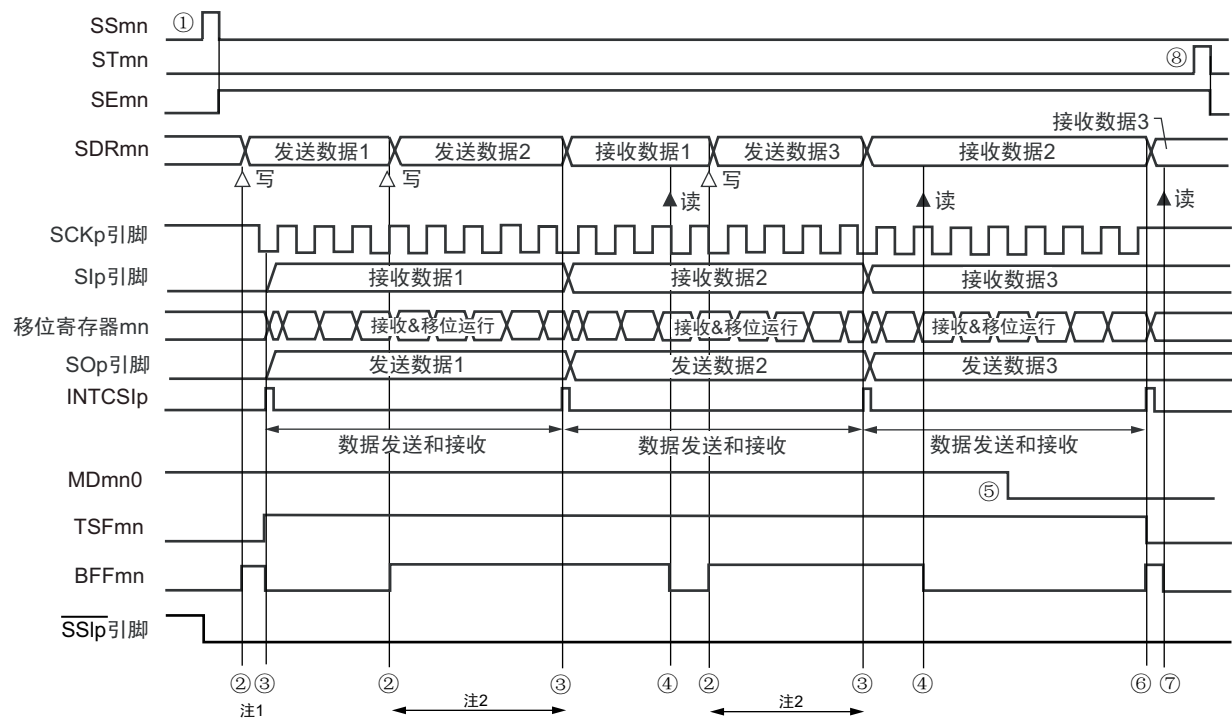 SSmn ①
STmn ⑧
SEmn
接收数据3
SDRmn 发送数据1 发送数据2 接收数据1 发送数据3 接收数据2
写 写 读 写 读 读
SCKp引脚
SIp引脚 接收数据1 接收数据2 接收数据3
移位寄存器mn 接收&移位运行 接收&移位运行 接收&移位运行
SOp引脚 发送数据1 发送数据2 发送数据3
INTCSIp
数据发送和接收 数据发送和接收 数据发送和接收
MDmn0 ⑤
TSFmn
BFFmn
SSIp引脚
② ③ ② ③ ④ ② ③ ④ ⑥ ⑦
注1 注2 注2